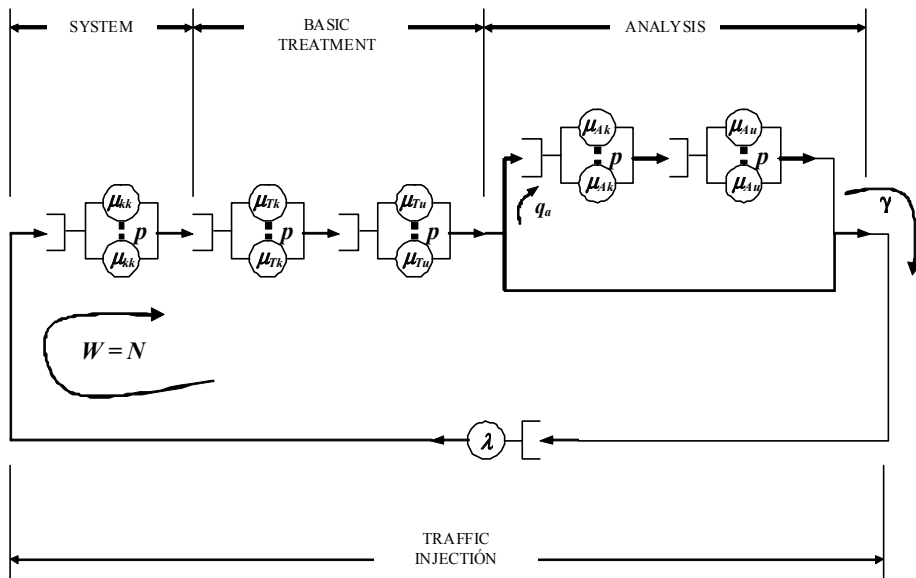 SYSTEM
BASIC
TREATMENT
ANALYSIS
μAk
p
μAk
μAu
p
μAu
qa
γ
μkk
p
μkk
μTk
p
μTk
μTu
p
μTu
W = N
λ
TRAFFIC
INJECTIÓN